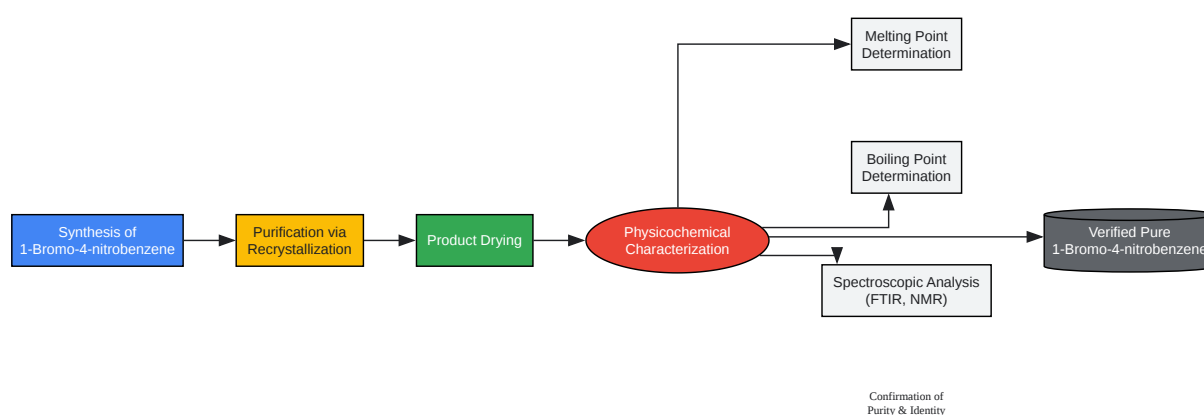 Melting Point
Determination
Boiling Point
Determination
Synthesis of
1-Bromo-4-nitrobenzene
Purification via
Recrystallization
Product Drying
Physicochemical
Characterization
Verified Pure
1-Bromo-4-nitrobenzene
Spectroscopic Analysis
(FTIR, NMR)
Confirmation of
Purity & Identity